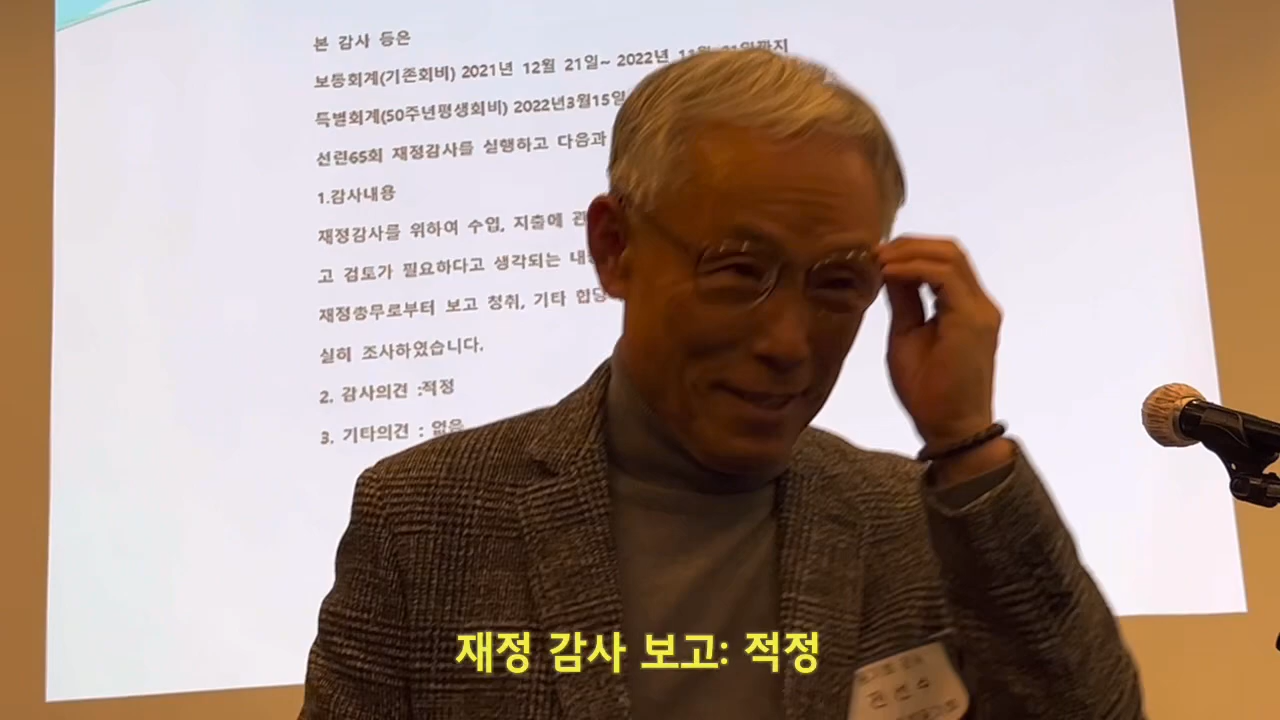 본 감사 등은
보통회계(기존회비) 2021년 12월 21일~ 2022년
특별회계(50주년평생회비) 2022년3월15일
선린65회 재정감사를 실행하고 다음과
1.감사내용
재정감사를 위하여 수입, 지출에
고 검토가 필요하다고 생각되는
재정총무로부터 보고 청취, 기타
실히 조사하였습니다.
2. 감사의견 :적정
3. 기타의견 : 없음
재정 감사 보고: 적정